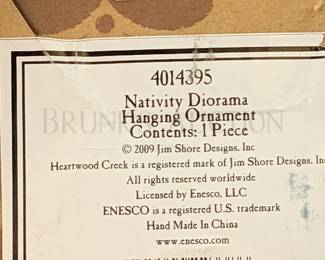 4014395
Nativity Diorama
Hanging Ornament
Contents: 1 Piece
© 2009 Jim Shore Designs, Inc
Heartwood Creek is a registered mark of Jim Shore Designs, Inc
All rights reserved worldwide
Licensed by Enesco, LLC
ENESCO is a registered U.S. trademark
Hand Made In China
www.enesco.com